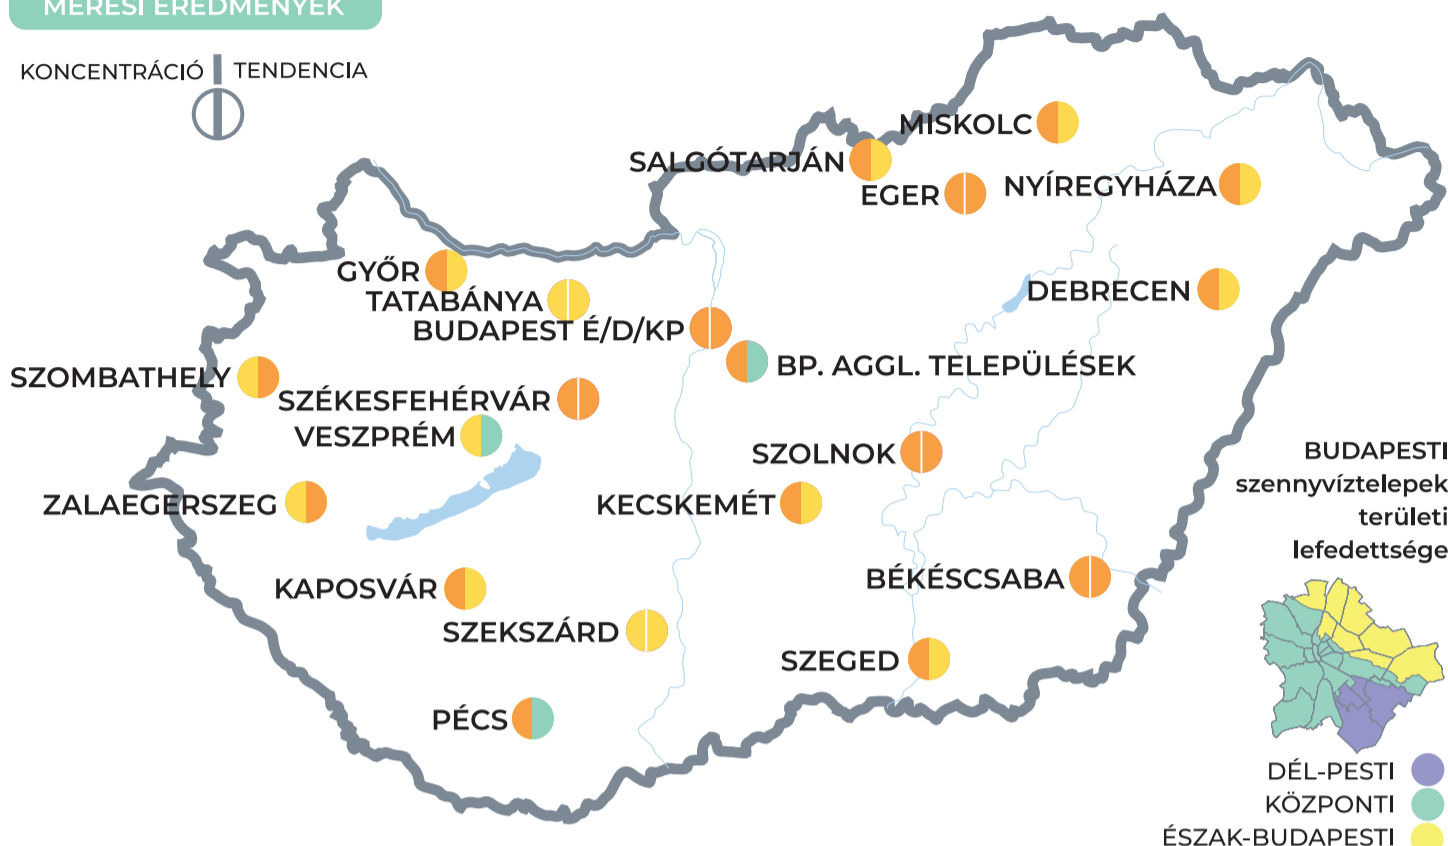 MÉRÉSI EREDMÉNYEK
KONCENTRÁCIÓ
TENDENCIA
MISKOLC
SALGÓTARJÁN
EGER
NYÍREGYHÁZA
GYŐR
TATABÁNYA
DEBRECEN
BUDAPEST É/D/KP
BP. AGGL. TELEPÜLÉSEK
SZOMBATHELY
SZÉKESFEHÉRVÁR
VESZPRÉM
SZOLNOK
ZALAEGERSZEG
KECSKEMÉT
KAPOSVÁR
BÉKÉSCSABA
SZEKSZÁRD
SZEGED
PÉCS
BUDAPESTI
szennyvíztelepek
területi
lefedettsége
DÉL-PESTI
KÖZPONTI
ÉSZAK-BUDAPESTI